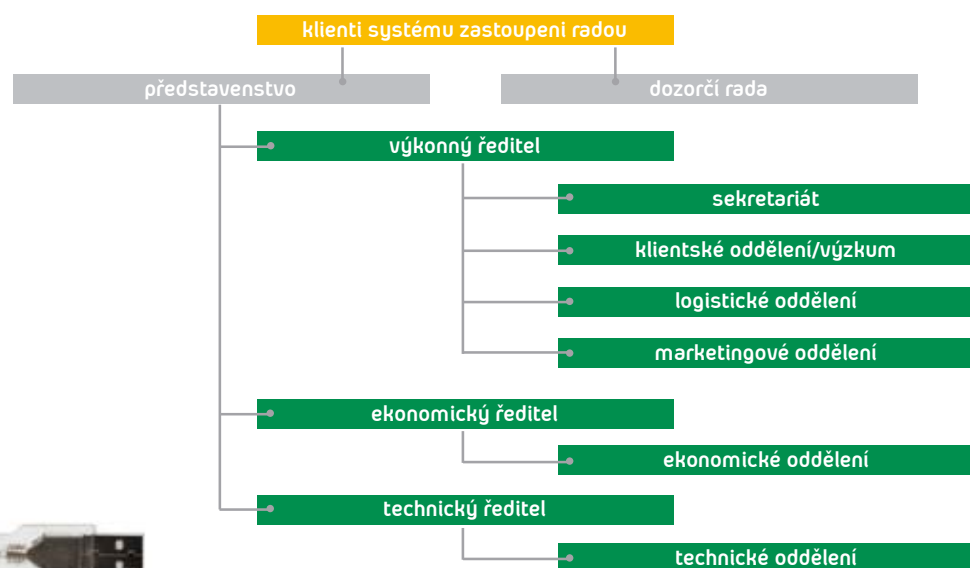 klienti systému zastoupeni radou
představenstvo
dozorčí rada
výkonný ředitel
sekretariát
klientské oddělení/výzkum
logistické oddělení
marketingové oddělení
ekonomický ředitel
ekonomické oddělení
technický ředitel
technické oddělení